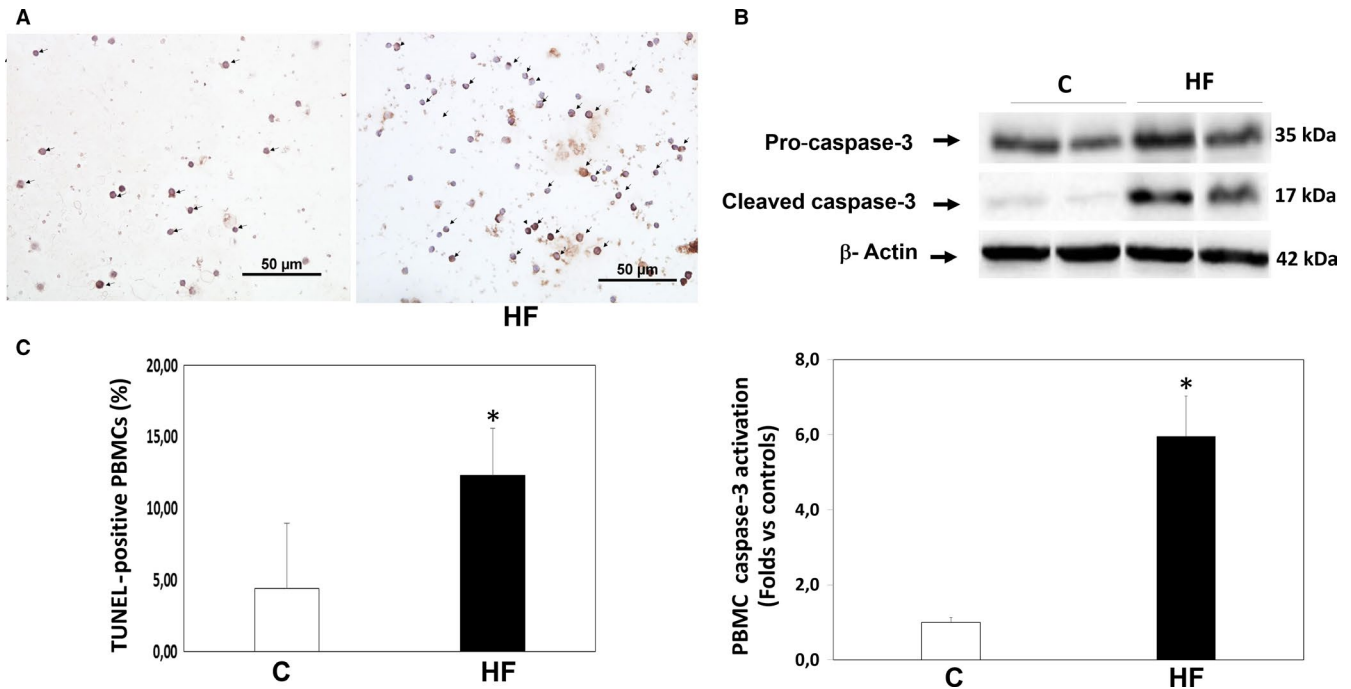 A
50 µm
50 µm
HF
B
C
HF
Pro-caspase-3
35 kDa
Cleaved caspase-3
17 kDa
β- Actin
42 kDa
C
TUNEL-positive PBMCs (%)
20,00
15,00
10,00
5,00
0,00
*
C
HF
PBMC caspase-3 activation
(Folds vs controls)
8,0
6,0
4,0
2,0
0,0
*
C
HF